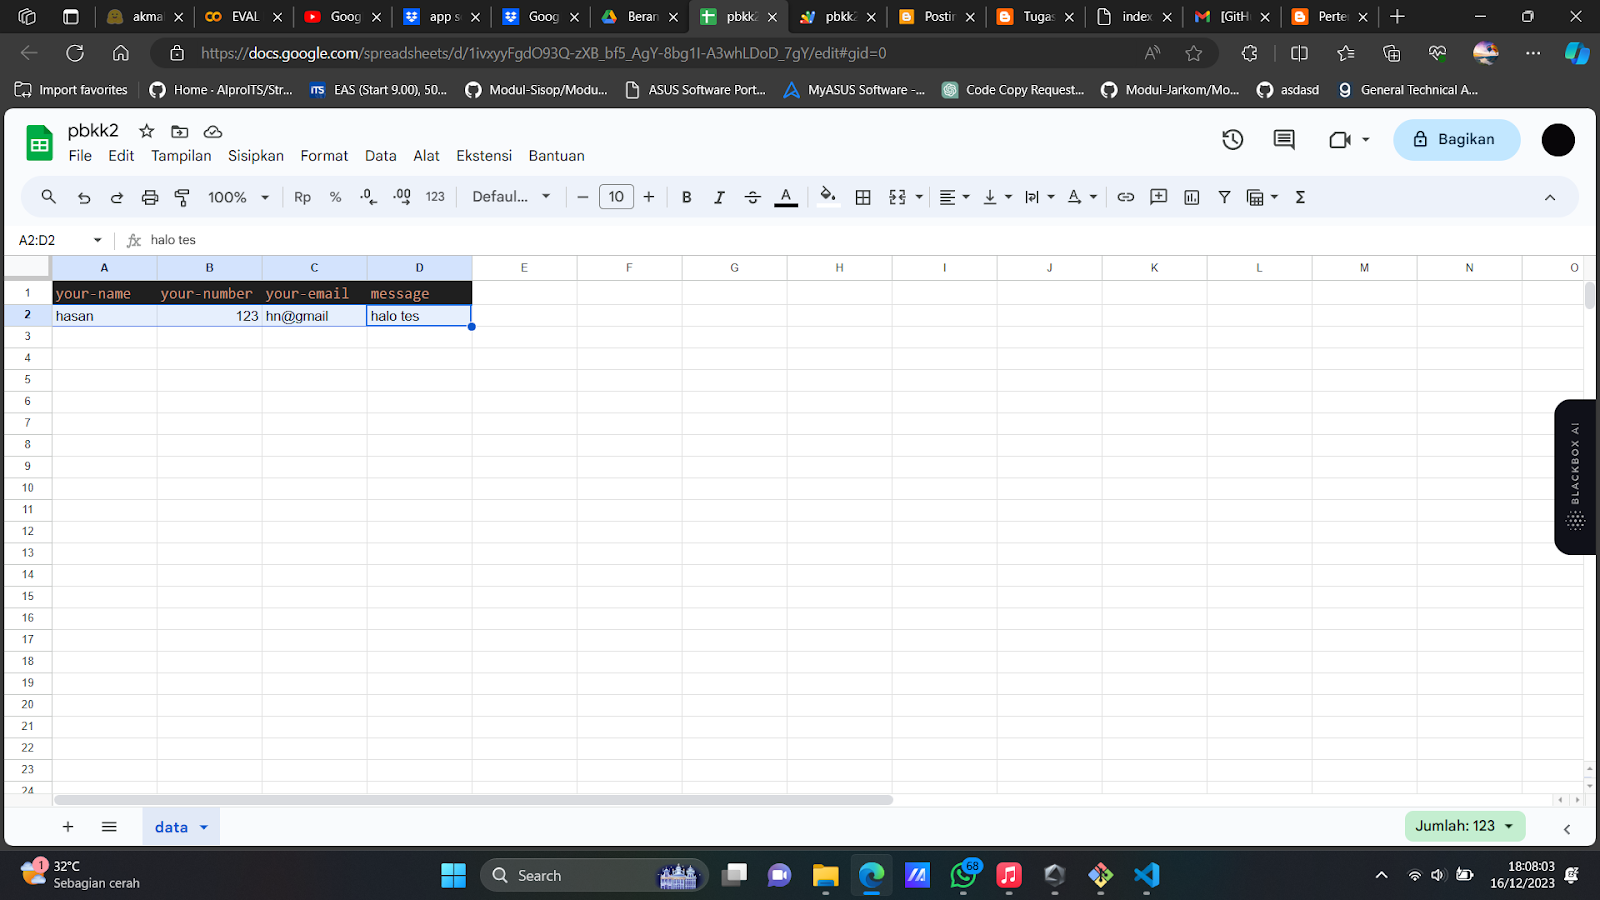 akma
EVAL
Goog
app s
Goog
Beran
pbkk2
pbkk2
Postin
Tugas
index
[GitH
Perte
https://docs.google.com/spreadsheets/d/1ivxyyFgdO93Q-zXB_bf5_AgY-8bg1I-A3whLDoD_7gY/edit#gid=0
Import favorites
Home - AlproITS/Str...
ITS
EAS (Start 9.00), 50...
Modul-Sisop/Modu...
ASUS Software Port...
MyASUS Software -...
Code Copy Request...
Modul-Jarkom/Mo...
asdasd
General Technical A...
pbkk2
File Edit Tampilan Sisipkan Format Data Alat Ekstensi Bantuan
Bagikan
100% Rp % .0 .00 123 Defaul... 10 B I A
A2:D2 fx halo tes
A B C D E F G H I J K L M N O
1 your-name your-number your-email message
2 hasan 123 hn@gmail halo tes
3
4
5
6
7
8
9
10
11
12
13
14
15
16
17
18
19
20
21
22
23
24
BLACKBOX AI
data
Jumlah: 123
1
32°C
Sebagian cerah
Search
68
18:08:03
16/12/2023